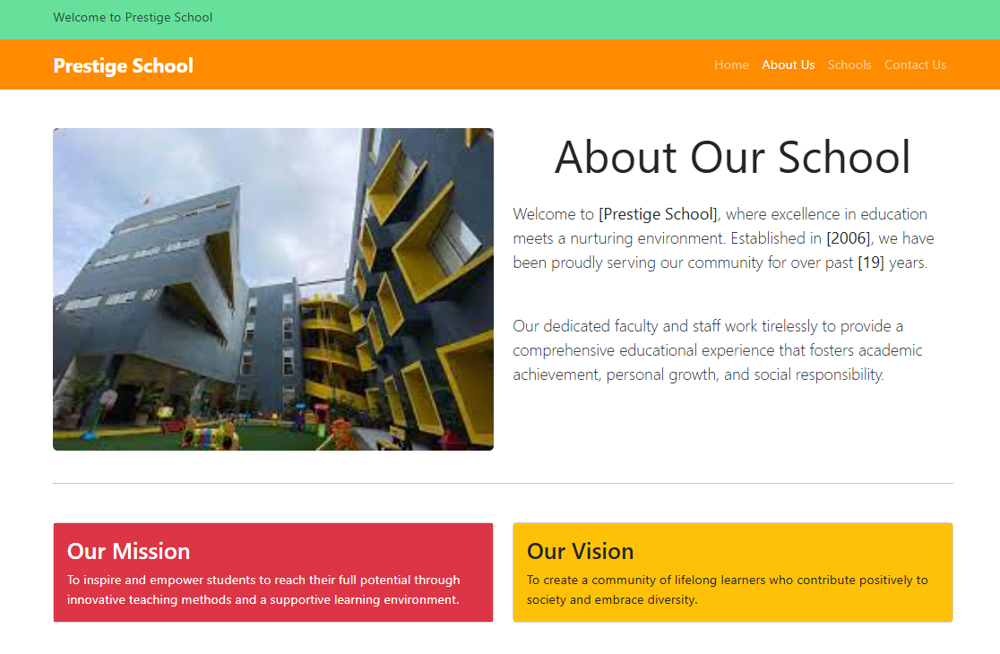 Welcome to Prestige School
Prestige School
Home About Us Schools Contact Us
About Our School
Welcome to [Prestige School], where excellence in education
meets a nurturing environment. Established in [2006], we have
been proudly serving our community for over past [19] years.
Our dedicated faculty and staff work tirelessly to provide a
comprehensive educational experience that fosters academic
achievement, personal growth, and social responsibility.
Our Mission
To inspire and empower students to reach their full potential through
innovative teaching methods and a supportive learning environment.
Our Vision
To create a community of lifelong learners who contribute positively to
society and embrace diversity.